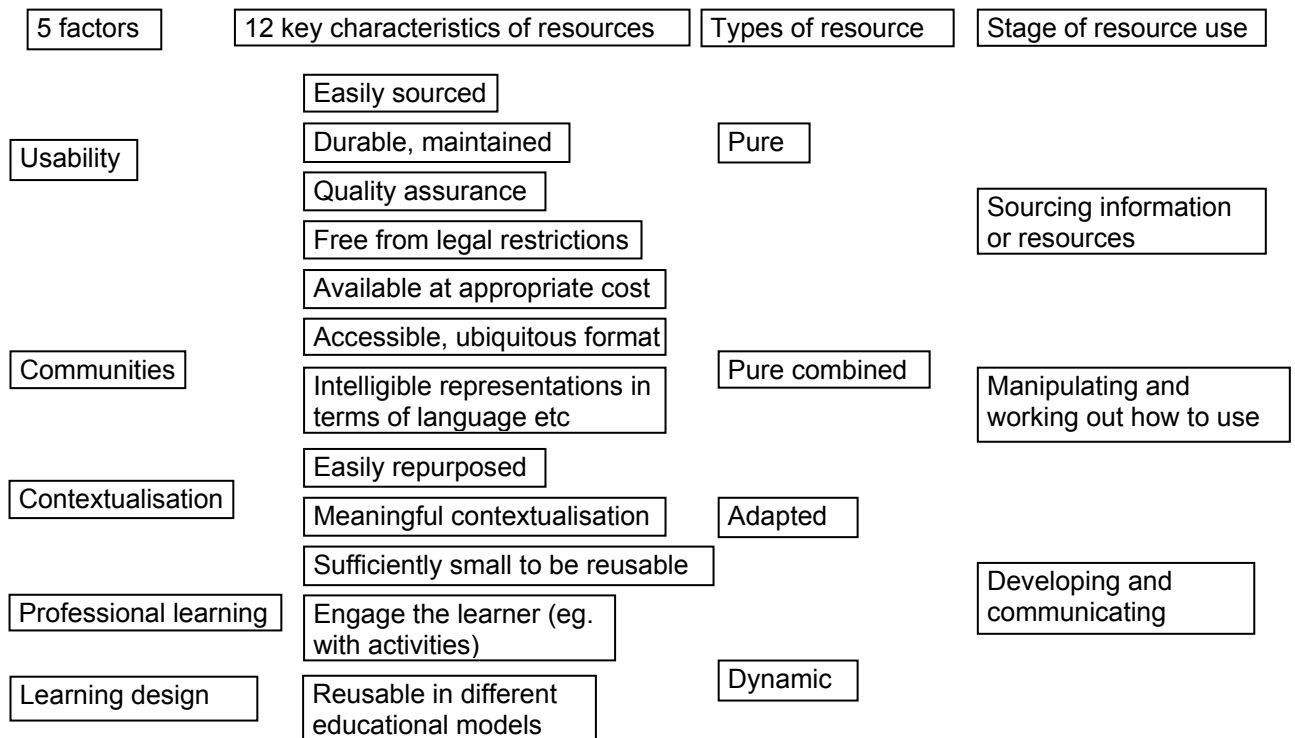 5 factors
12 key characteristics of resources
Types of resource
Stage of resource use
Usability
Communities
Contextualisation
Professional learning
Learning design
Easily sourced
Durable, maintained
Quality assurance
Free from legal restrictions
Available at appropriate cost
Accessible, ubiquitous format
Intelligible representations in
terms of language etc
Easily repurposed
Meaningful contextualisation
Sufficiently small to be reusable
Engage the learner (eg.
with activities)
Reusable in different
educational models
Pure
Pure combined
Adapted
Dynamic
Sourcing information
or resources
Manipulating and
working out how to use
Developing and
communicating